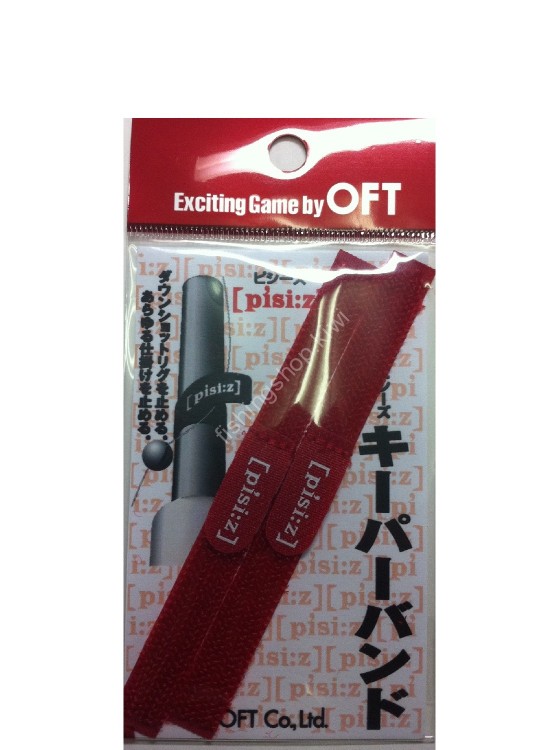 Exciting Game by OFT
ピシーズ
[pisi:z]
ダウンショットリグを止める。
あらゆる仕掛けを止める。
[pisi:z]
[pisi:z]
[pisi:z]
シーズ
キーパーバンド
OFT Co., Ltd.
fishingshop.kiwi